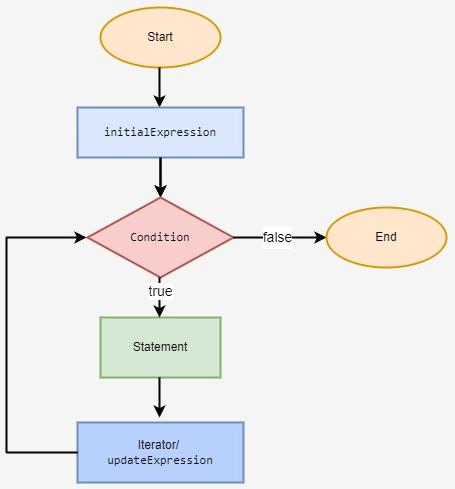 Start
initialExpression
Condition
false
End
true
Statement
Iterator/
updateExpression